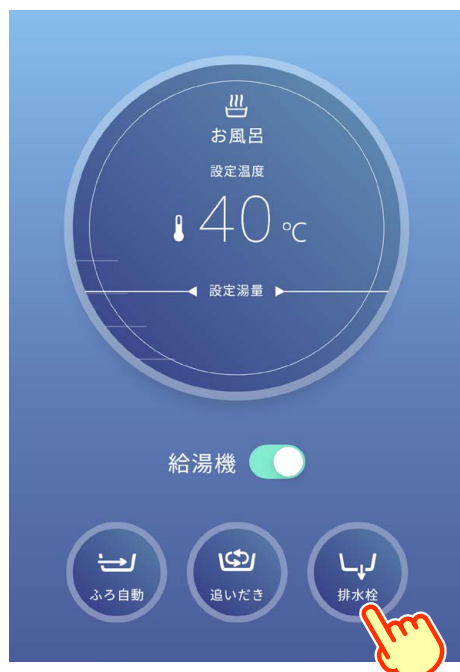 お風呂
設定温度
40℃
◀ 設定湯量 ▶
給湯機
ふろ自動
追いだき
排水栓